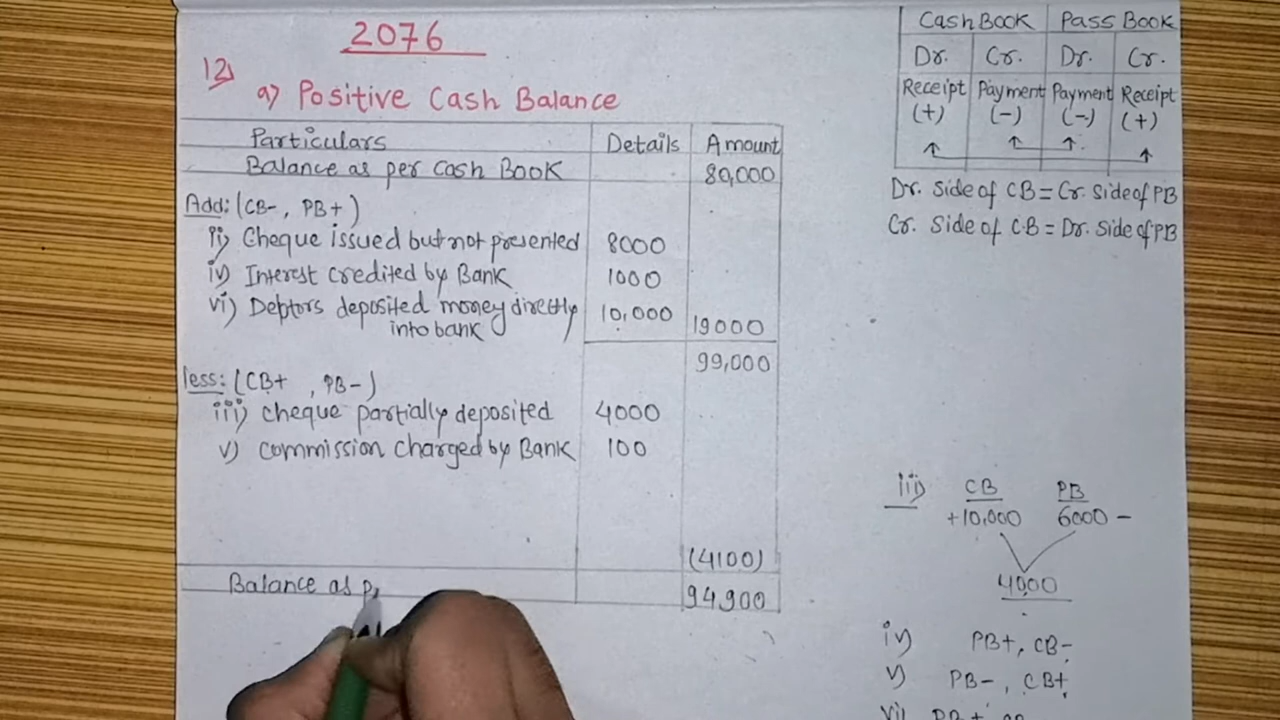 2076
12)
a) Positive Cash Balance
Particulars Details Amount
Balance as per Cash Book 80,000
Add: (CB-, PB+)
ii) Cheque issued but not presented 8000
iv) Interest credited by Bank 1000
vi) Debtors deposited money directly 10,000
into bank 19000
99,000
less: (CB+, PB-)
iii) cheque partially deposited 4000
v) commission charged by Bank 100
(4100)
Balance as 94,900
Cash Book Pass Book
Dr. Cr. Dr. Cr.
Receipt Payment Payment Receipt
(+) (-) (-) (+)
Dr. side of CB = Cr. side of PB
Cr. Side of CB = Dr. Side of PB
iii) CB PB
+10,000 6000 -
4000
iv) PB+, CB-
v) PB-, CB+